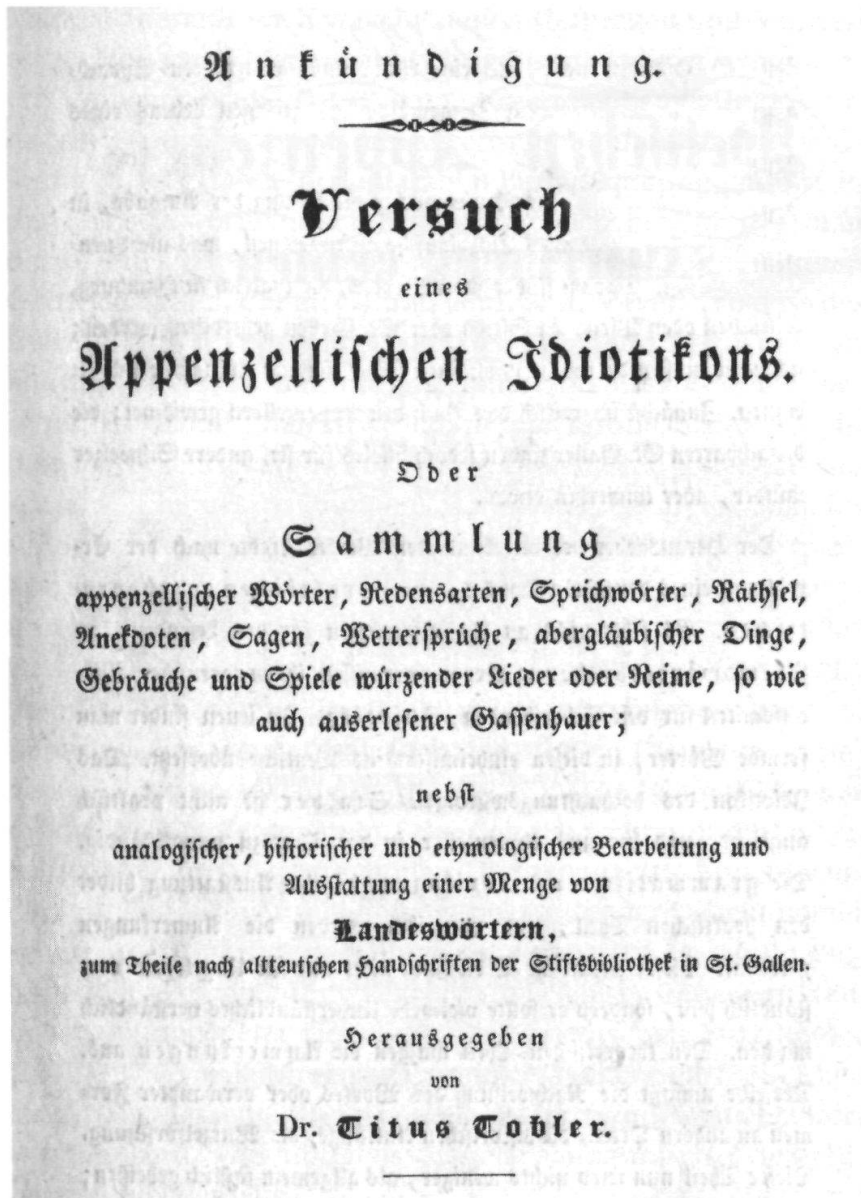 Ankündigung.
Versuch
eines
Appenzellischen Idiotikons.
Oder
Sammlung
appenzellischer Wörter, Redensarten, Sprichwörter, Räthsel,
Anekdoten, Sagen, Wettersprüche, abergläubischer Dinge,
Gebräuche und Spiele würzender Lieder oder Reime, so wie
auch auserlesener Gassenhauer;
nebst
analogischer, historischer und etymologischer Bearbeitung und
Ausstattung einer Menge von
Landeswörtern,
zum Theile nach altteutschen Handschriften der Stiftsbibliothek in St. Gallen.
Herausgegeben
von
Dr. Titus Tobler.